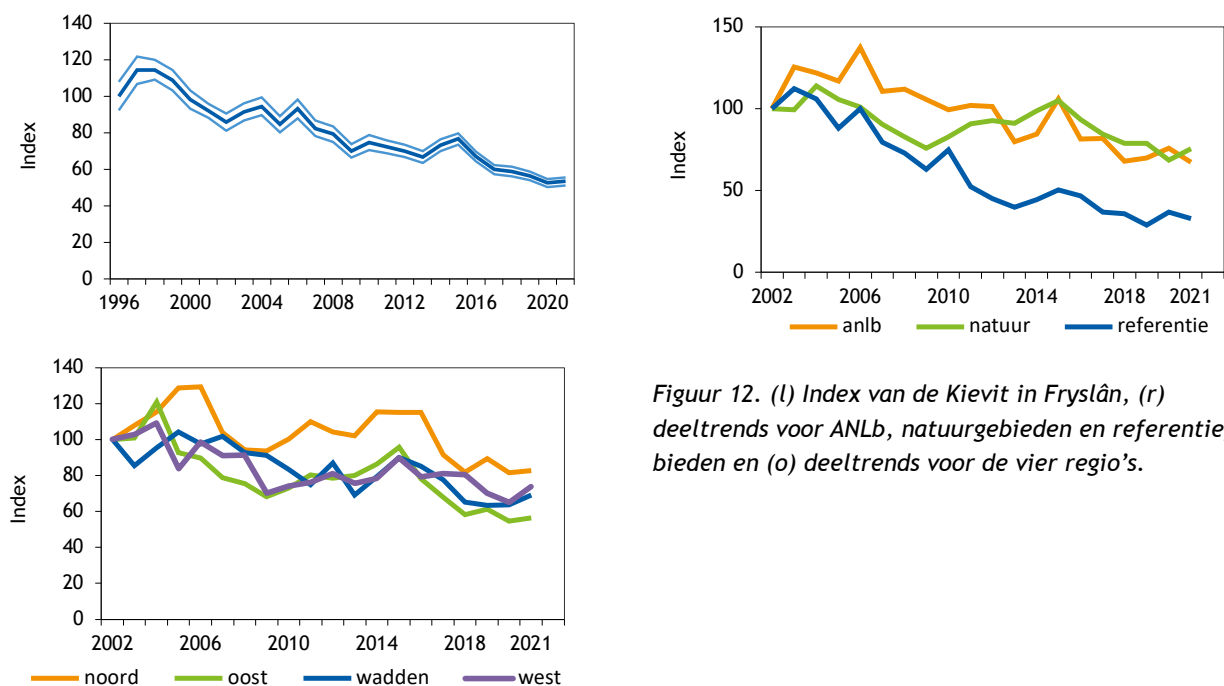 140
120
100
80
60
40
20
0
Index
1996 2000 2004 2008 2012 2016 2020
150
100
50
0
Index
2002 2006 2010 2014 2018 2021
anlb natuur referentie
140
120
100
80
60
40
20
0
Index
2002 2006 2010 2014 2018 2021
noord oost wadden west
Figuur 12. (l) Index van de Kievit in Fryslân, (r)
deeltrends voor ANLb, natuurgebieden en referentie
bieden en (o) deeltrends voor de vier regio's.